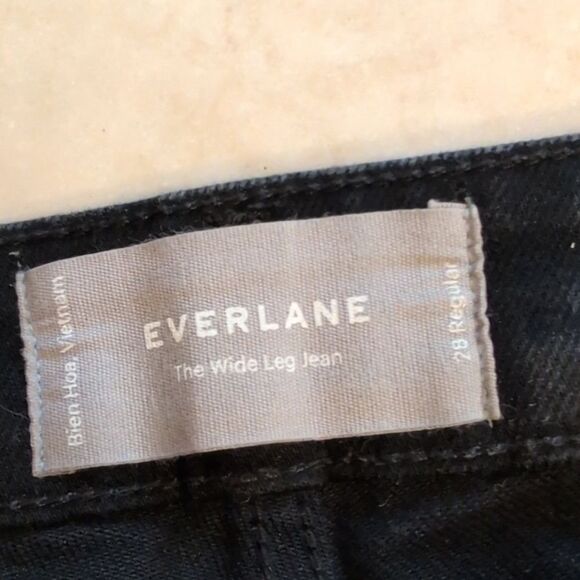 Bien Hoa, Vietnam
EVERLANE
The Wide Leg Jean
28 Regular